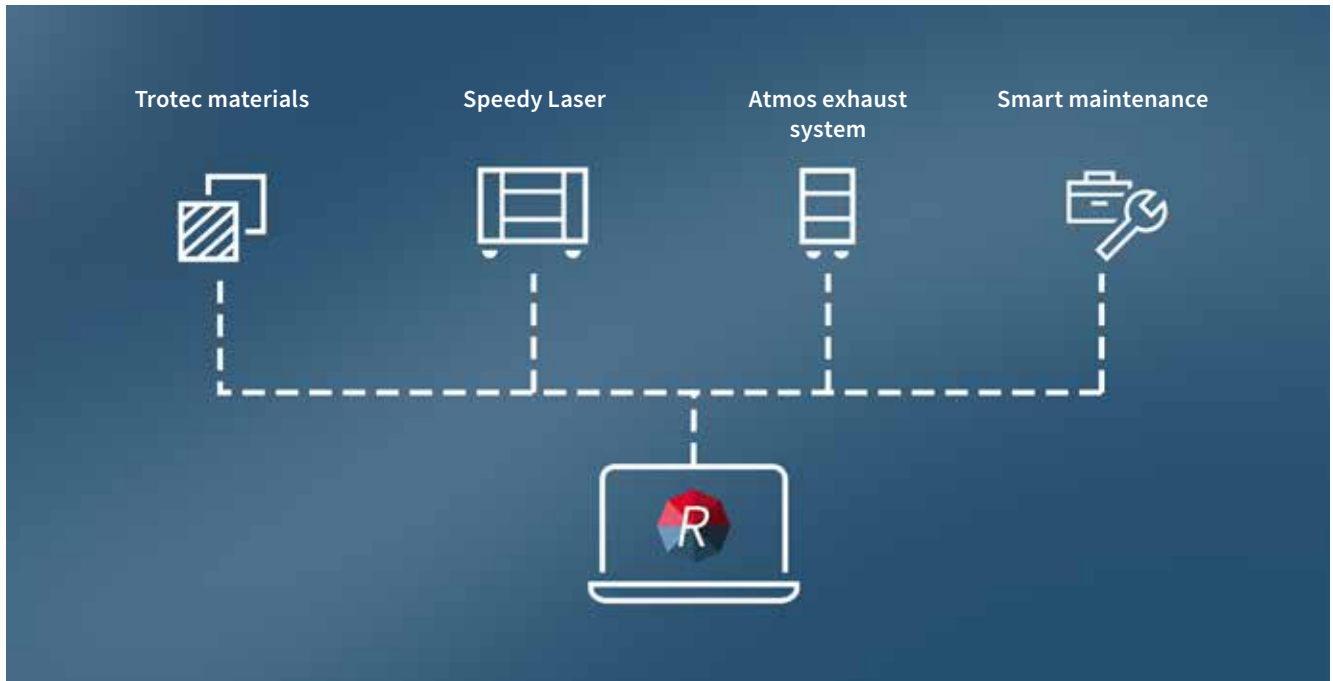 Trotec materials
Speedy Laser
Atmos exhaust
system
Smart maintenance
R